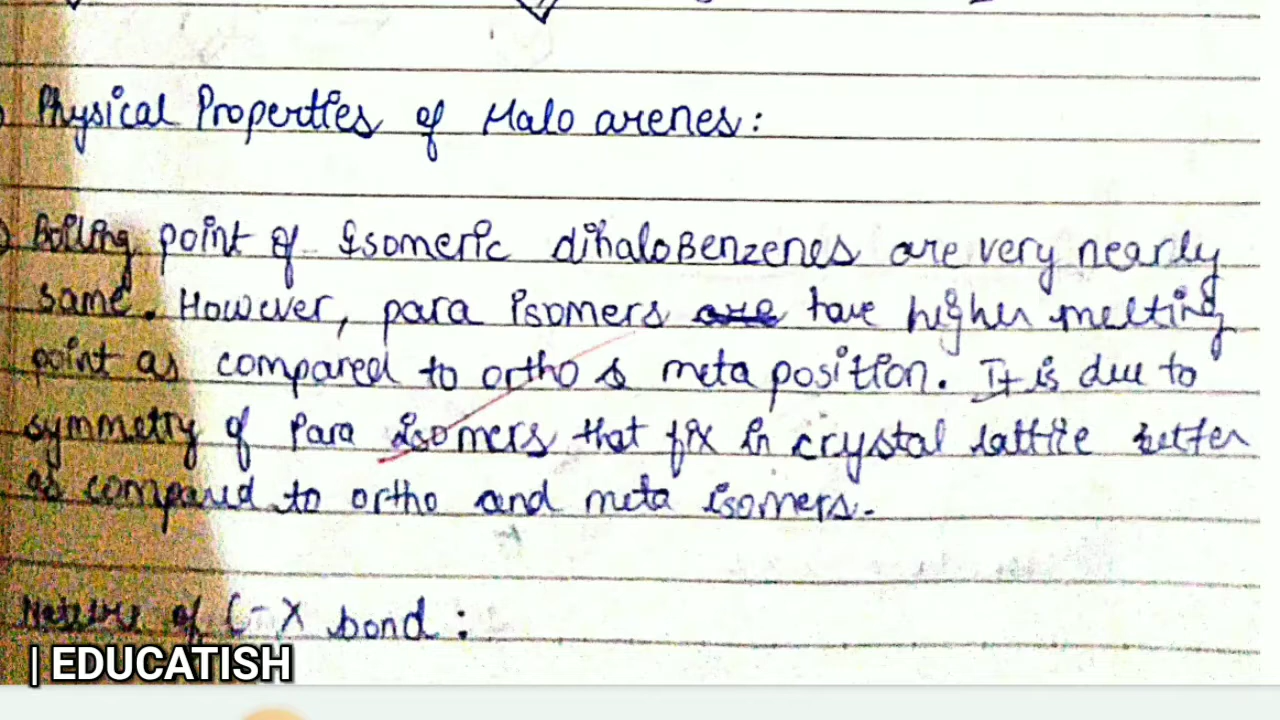 Physical Properties of Halo arenes:
Boiling point of Isomeric dihaloBenzenes are very nearly
same. However, para isomers are have higher melting
point as compared to ortho & meta position. It is due to
symmetry of Para isomers that fix in crystal lattice better
as compared to ortho and meta isomers.
Nature of C-X bond:
| EDUCATISH